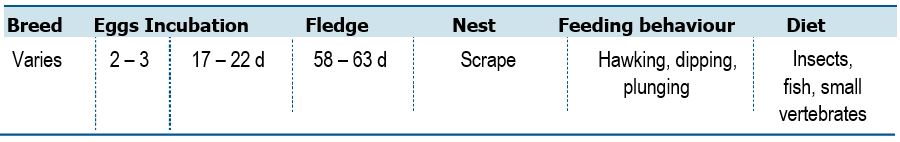 Breed Eggs Incubation Fledge Nest Feeding behaviour Diet
Varies 2 – 3 17 – 22 d 58 – 63 d Scrape Hawking, dipping, Insects,
plunging fish, small
vertebrates